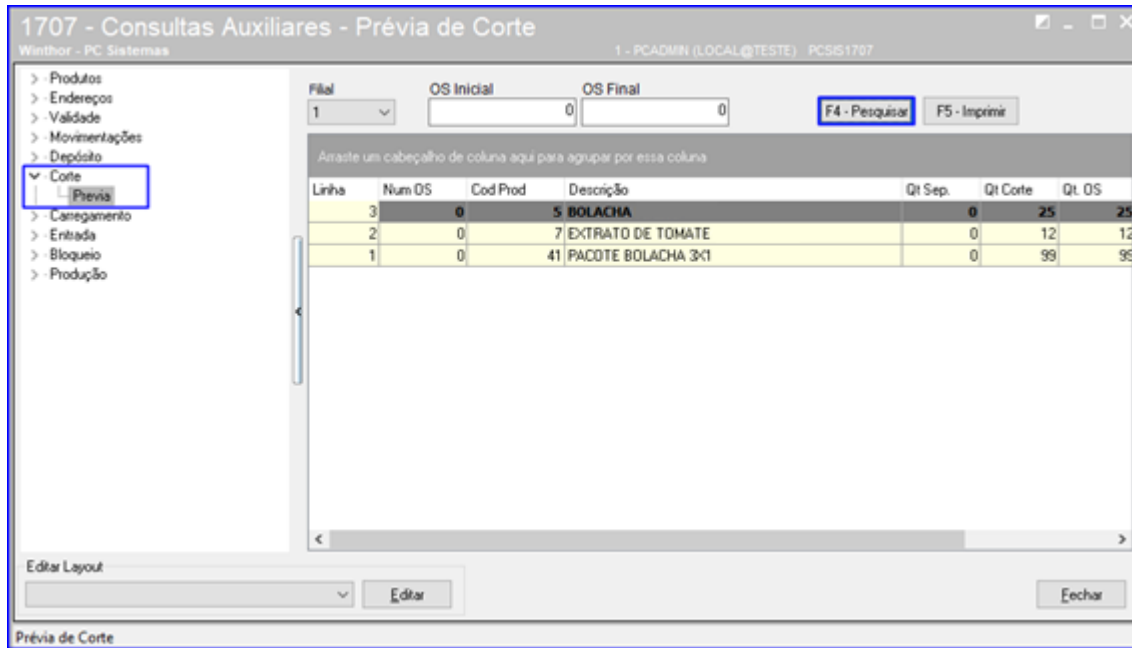 1707 - Consultas Auxiliares - Prévia de Corte
Winthor - PC Sistemas 1 - PCADMIN (LOCAL@TESTE) PCSIS1707
Produtos
Endereços
Validade
Movimentações
Depósito
Corte
Previa
Carregamento
Entrada
Bloqueio
Produção
Filial OS Inicial OS Final
1 0 0 F4 - Pesquisar F5 - Imprimir
Arraste um cabeçalho de coluna aqui para agrupar por essa coluna
Linha Num OS Cod Prod Descrição Qt Sep. Qt Corte Qt. OS
3 0 5 BOLACHA 0 25 25
2 0 7 EXTRATO DE TOMATE 0 12 12
1 0 41 PACOTE BOLACHA 3X1 0 99 99
Editar Layout
Editar Fechar
Prévia de Corte